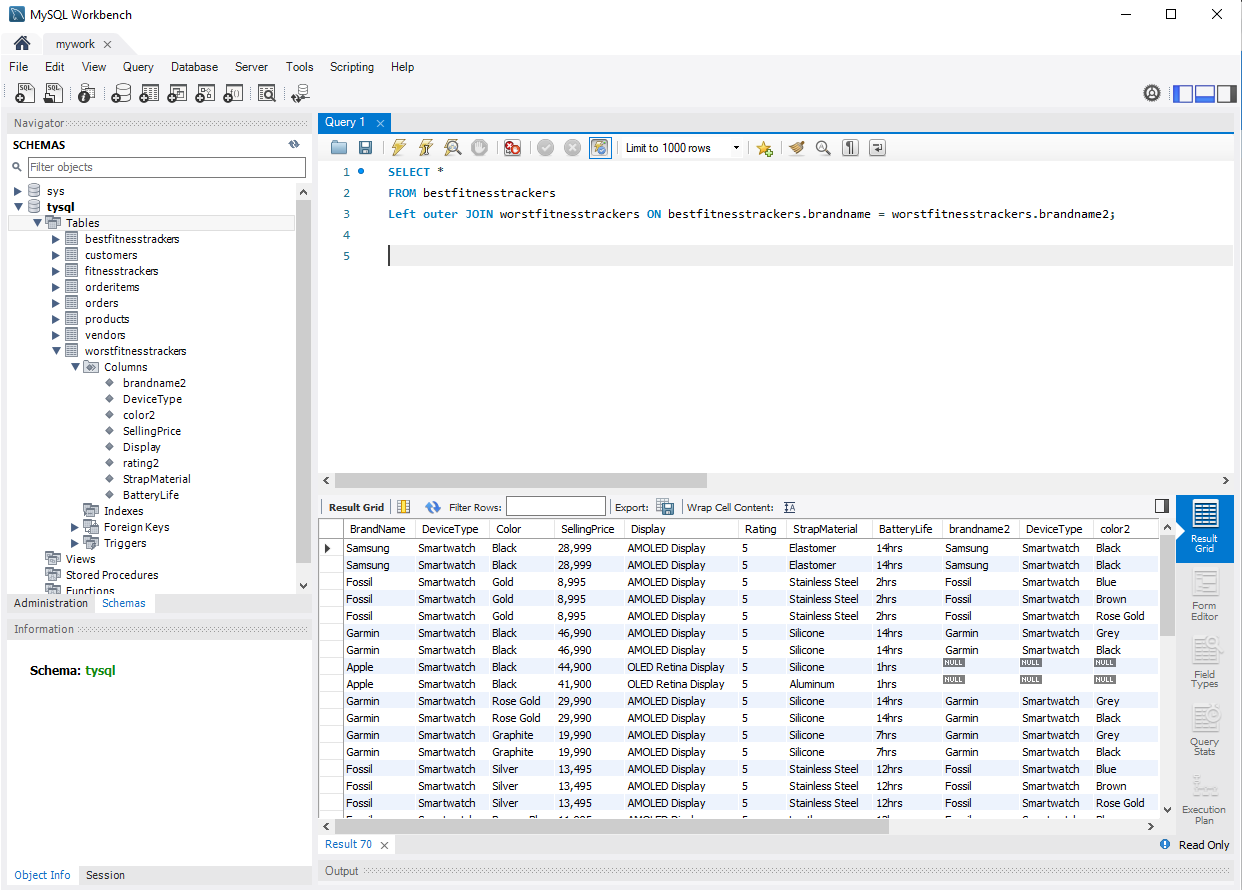 MySQL Workbench
mywork
File Edit View Query Database Server Tools Scripting Help
Navigator
SCHEMAS
Filter objects
sys
tysql
Tables
bestfitnesstrackers
customers
fitnesstrackers
orderitems
orders
products
vendors
worstfitnesstrackers
Columns
brandname2
DeviceType
color2
SellingPrice
Display
rating2
StrapMaterial
BatteryLife
Indexes
Foreign Keys
Triggers
Views
Stored Procedures
Functions
Administration Schemas
Information
Schema: tysql
Object Info Session
Query 1
Limit to 1000 rows
1 SELECT *
2 FROM bestfitnesstrackers
3 Left outer JOIN worstfitnesstrackers ON bestfitnesstrackers.brandname = worstfitnesstrackers.brandname2;
4
5
Result Grid Filter Rows: Export: Wrap Cell Content:
BrandName DeviceType Color SellingPrice Display Rating StrapMaterial BatteryLife brandname2 DeviceType color2
Samsung Smartwatch Black 28,999 AMOLED Display 5 Elastomer 14hrs Samsung Smartwatch Black
Samsung Smartwatch Black 28,999 AMOLED Display 5 Elastomer 14hrs Samsung Smartwatch Black
Fossil Smartwatch Gold 8,995 AMOLED Display 5 Stainless Steel 2hrs Fossil Smartwatch Blue
Fossil Smartwatch Gold 8,995 AMOLED Display 5 Stainless Steel 2hrs Fossil Smartwatch Brown
Fossil Smartwatch Gold 8,995 AMOLED Display 5 Stainless Steel 2hrs Fossil Smartwatch Rose Gold
Garmin Smartwatch Black 46,990 AMOLED Display 5 Silicone 14hrs Garmin Smartwatch Grey
Garmin Smartwatch Black 46,990 AMOLED Display 5 Silicone 14hrs Garmin Smartwatch Black
Apple Smartwatch Black 44,900 OLED Retina Display 5 Silicone 1hrs NULL NULL NULL
Apple Smartwatch Black 41,900 OLED Retina Display 5 Aluminum 1hrs NULL NULL NULL
Garmin Smartwatch Rose Gold 29,990 AMOLED Display 5 Silicone 14hrs Garmin Smartwatch Grey
Garmin Smartwatch Rose Gold 29,990 AMOLED Display 5 Silicone 14hrs Garmin Smartwatch Black
Garmin Smartwatch Graphite 19,990 AMOLED Display 5 Silicone 7hrs Garmin Smartwatch Grey
Garmin Smartwatch Graphite 19,990 AMOLED Display 5 Silicone 7hrs Garmin Smartwatch Black
Fossil Smartwatch Silver 13,495 AMOLED Display 5 Stainless Steel 12hrs Fossil Smartwatch Blue
Fossil Smartwatch Silver 13,495 AMOLED Display 5 Stainless Steel 12hrs Fossil Smartwatch Brown
Fossil Smartwatch Silver 13,495 AMOLED Display 5 Stainless Steel 12hrs Fossil Smartwatch Rose Gold
Result
Grid
Form
Editor
Field
Types
Query
Stats
Execution
Plan
Result 70
Read Only
Output